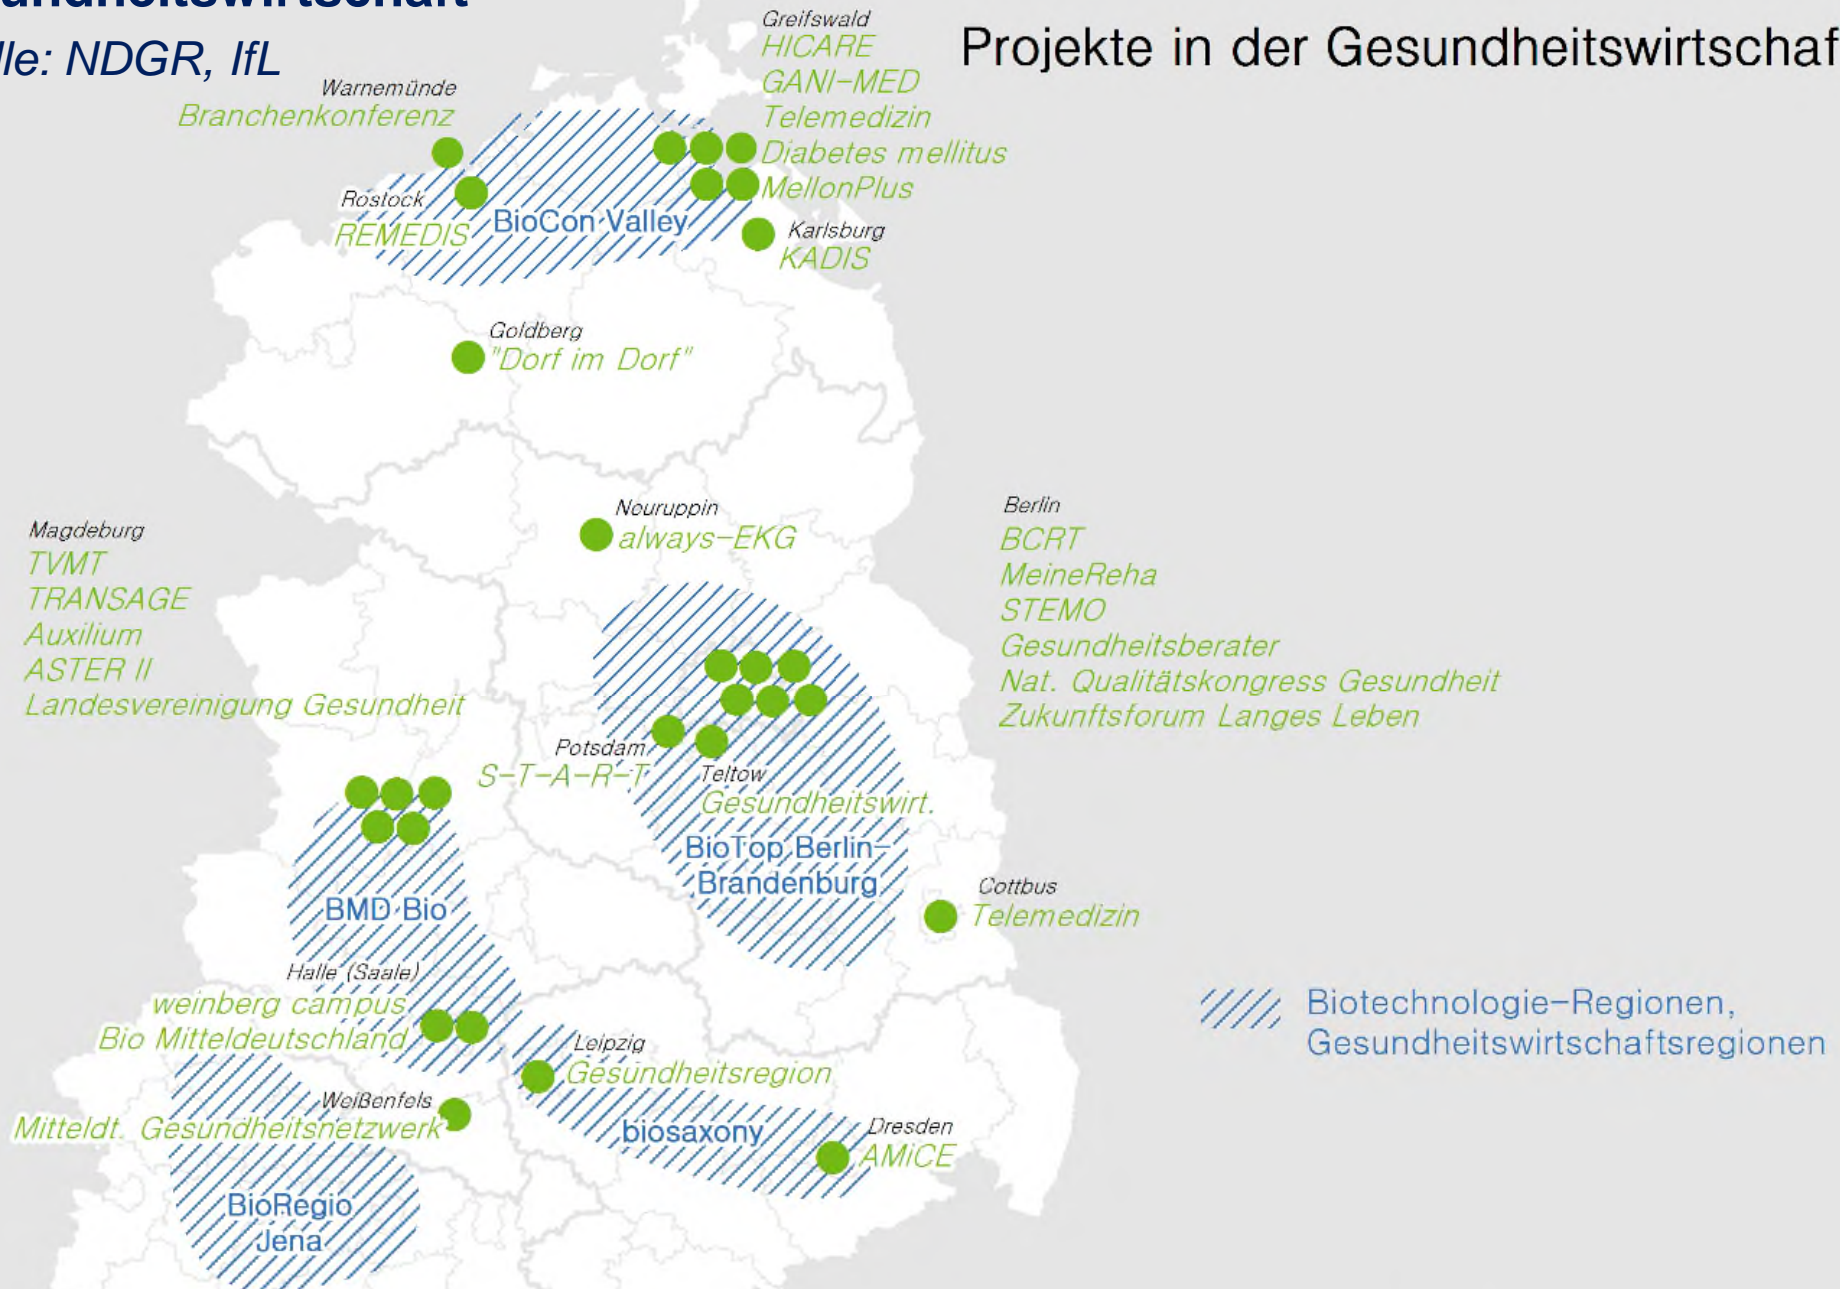 undheitswirtschaft
lle: NDGR, IfL
Projekte in der Gesundheitswirtschaf
Greifswald
HICARE
GANI-MED
Telemedizin
Diabetes mellitus
MellonPlus
Warnemünde
Branchenkonferenz
Rostock
REMEDIS
BioCon Valley
Karlsburg
KADIS
Goldberg
"Dorf im Dorf"
Neuruppin
always-EKG
Magdeburg
TVMT
TRANSAGE
Auxilium
ASTER II
Landesvereinigung Gesundheit
Berlin
BCRT
MeineReha
STEMO
Gesundheitsberater
Nat. Qualitätskongress Gesundheit
Zukunftsforum Langes Leben
Potsdam
S-T-A-R-T
Teltow
Gesundheitswirt.
BioTop Berlin-
Brandenburg
BMD Bio
Cottbus
Telemedizin
Halle (Saale)
weinberg campus
Bio Mitteldeutschland
Biotechnologie-Regionen,
Gesundheitswirtschaftsregionen
Leipzig
Gesundheitsregion
Weißenfels
Mitteldt. Gesundheitsnetzwerk
biosaxony
Dresden
AMiCE
BioRegio
Jena